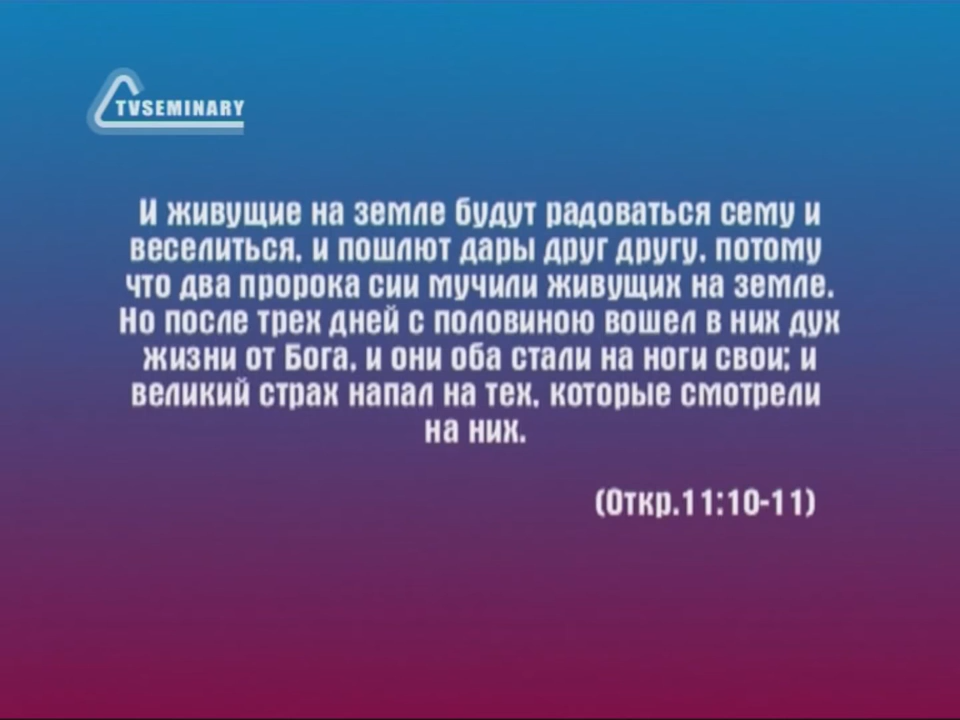 TVSEMINARY
И живущие на земле будут радоваться сему и
веселиться, и пошлют дары друг другу, потому
что два пророка сии мучили живущих на земле.
Но после трех дней с половиною вошел в них дух
жизни от Бога, и они оба стали на ноги свои; и
великий страх напал на тех, которые смотрели
на них.
(Откр.11:10-11)